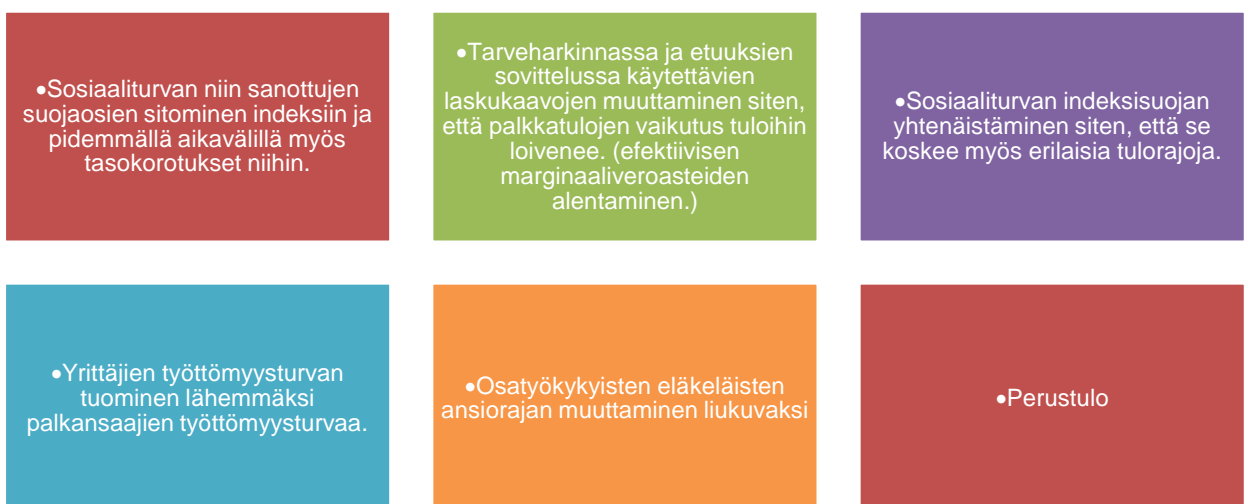 •Sosiaaliturvan niin sanottujen
suojaosien sitominen indeksiin ja
pidemmällä aikavälillä myös
tasokorotukset niihin.
•Tarveharkinnassa ja etuuksien
sovittelussa käytettävien
laskukaavojen muuttaminen siten,
että palkkatulojen vaikutus tuloihin
loivenee. (efektiivisen
marginaaliveroasteiden
alentaminen.)
•Sosiaaliturvan indeksisuojan
yhtenäistäminen siten, että se
koskee myös erilaisia tulorajoja.
•Yrittäjien työttömyysturvan
tuominen lähemmäksi
palkansaajien työttömyysturvaa.
•Osatyökykyisten eläkeläisten
ansiorajan muuttaminen liukuvaksi
•Perustulo